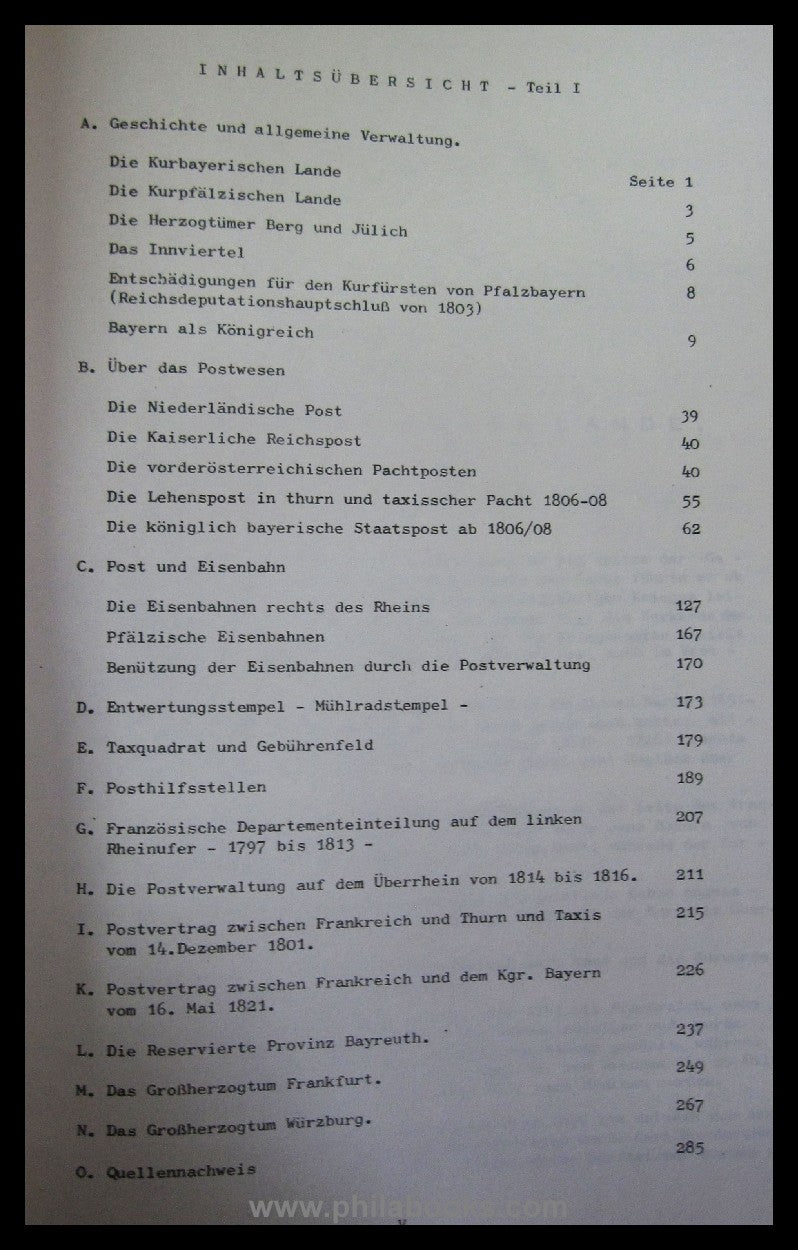 INHALTSÜBERSICHT - Teil I
A. Geschichte und allgemeine Verwaltung.
Die Kurbayerischen Lande Seite 1
Die Kurpfälzischen Lande 3
Die Herzogtümer Berg und Jülich 5
Das Innviertel 6
Entschädigungen für den Kurfürsten von Pfalzbayern 8
(Reichsdeputationshauptschluß von 1803)
Bayern als Königreich 9
B. Über das Postwesen
Die Niederländische Post 39
Die Kaiserliche Reichspost 40
Die vorderösterreichischen Pachtposten 40
Die Lehenspost in thurn und taxisscher Pacht 1806-08 55
Die königlich bayerische Staatspost ab 1806/08 62
C. Post und Eisenbahn
Die Eisenbahnen rechts des Rheins 127
Pfälzische Eisenbahnen 167
Benützung der Eisenbahnen durch die Postverwaltung 170
D. Entwertungsstempel - Mühlradstempel - 173
E. Taxquadrat und Gebührenfeld 179
F. Posthilfsstellen 189
G. Französische Departementeinteilung auf dem linken 207
Rheinufer - 1797 bis 1813 -
H. Die Postverwaltung auf dem Überrhein von 1814 bis 1816. 211
I. Postvertrag zwischen Frankreich und Thurn und Taxis 215
vom 14.Dezember 1801.
K. Postvertrag zwischen Frankreich und dem Kgr. Bayern 226
vom 16. Mai 1821.
L. Die Reservierte Provinz Bayreuth. 237
M. Das Großherzogtum Frankfurt. 249
N. Das Großherzogtum Würzburg. 267
O. Quellennachweis 285
www.philabooks.com
V